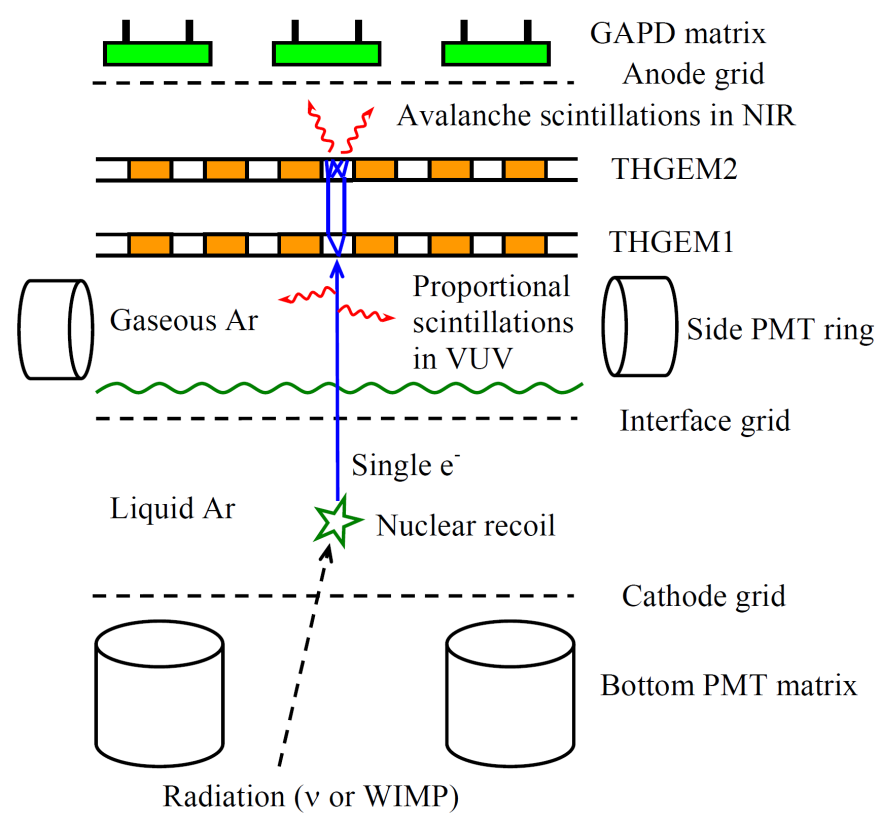 GAPD matrix
Anode grid
Avalanche scintillations in NIR
THGEM2
THGEM1
Gaseous Ar
Proportional
scintillations
in VUV
Side PMT ring
Interface grid
Single e⁻
Liquid Ar
Nuclear recoil
Cathode grid
Bottom PMT matrix
Radiation (ν or WIMP)